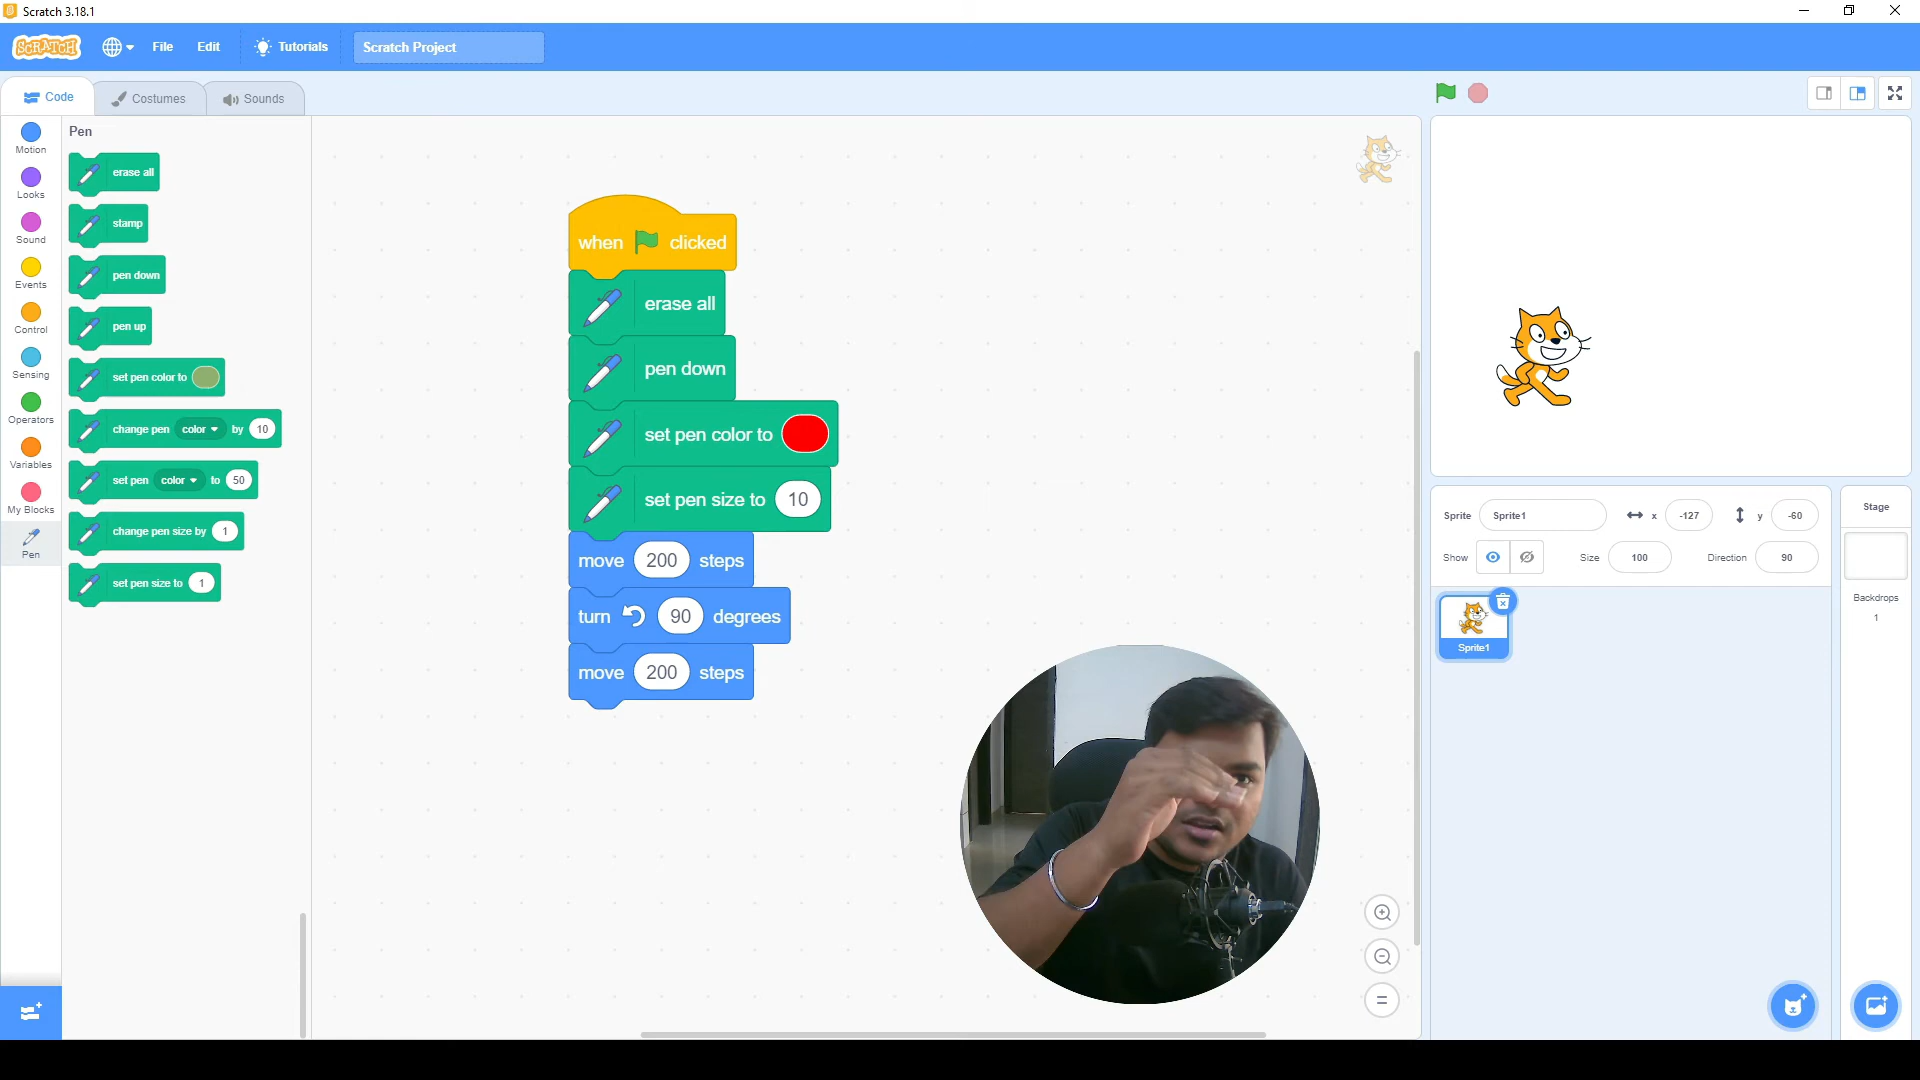 Scratch 3.18.1
SCRATCH
File
Edit
Tutorials
Scratch Project
Code
Costumes
Sounds
Motion
Looks
Sound
Events
Control
Sensing
Operators
Variables
My Blocks
Pen
Pen
erase all
stamp
pen down
pen up
set pen color to
change pen color by 10
set pen color to 50
change pen size by 1
set pen size to 1
when clicked
erase all
pen down
set pen color to
set pen size to 10
move 200 steps
turn 90 degrees
move 200 steps
Sprite Sprite1 x -127 y -60
Show Size 100 Direction 90
Sprite1
Stage
Backdrops
1